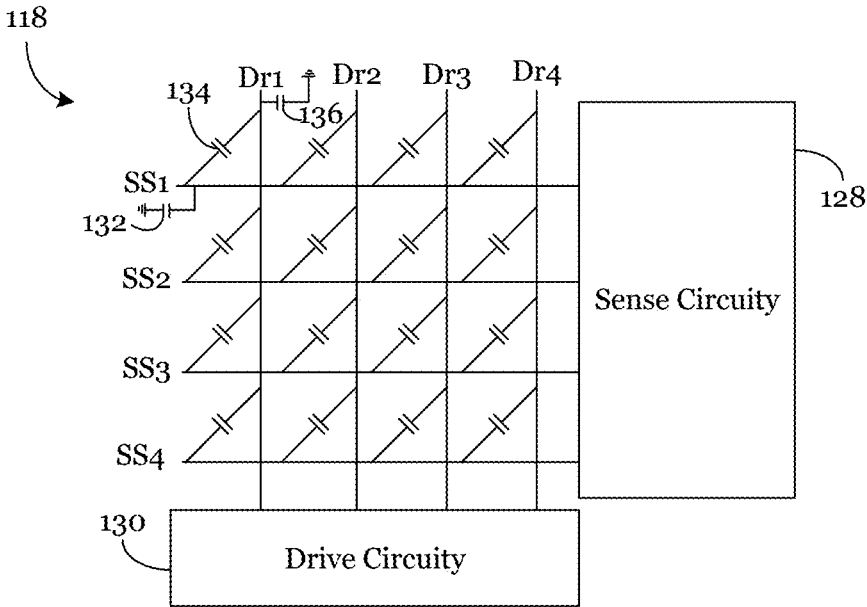 118
Dr1 Dr2 Dr3 Dr4
134
136
SS1
132
128
SS2
Sense Circuity
SS3
SS4
130
Drive Circuity